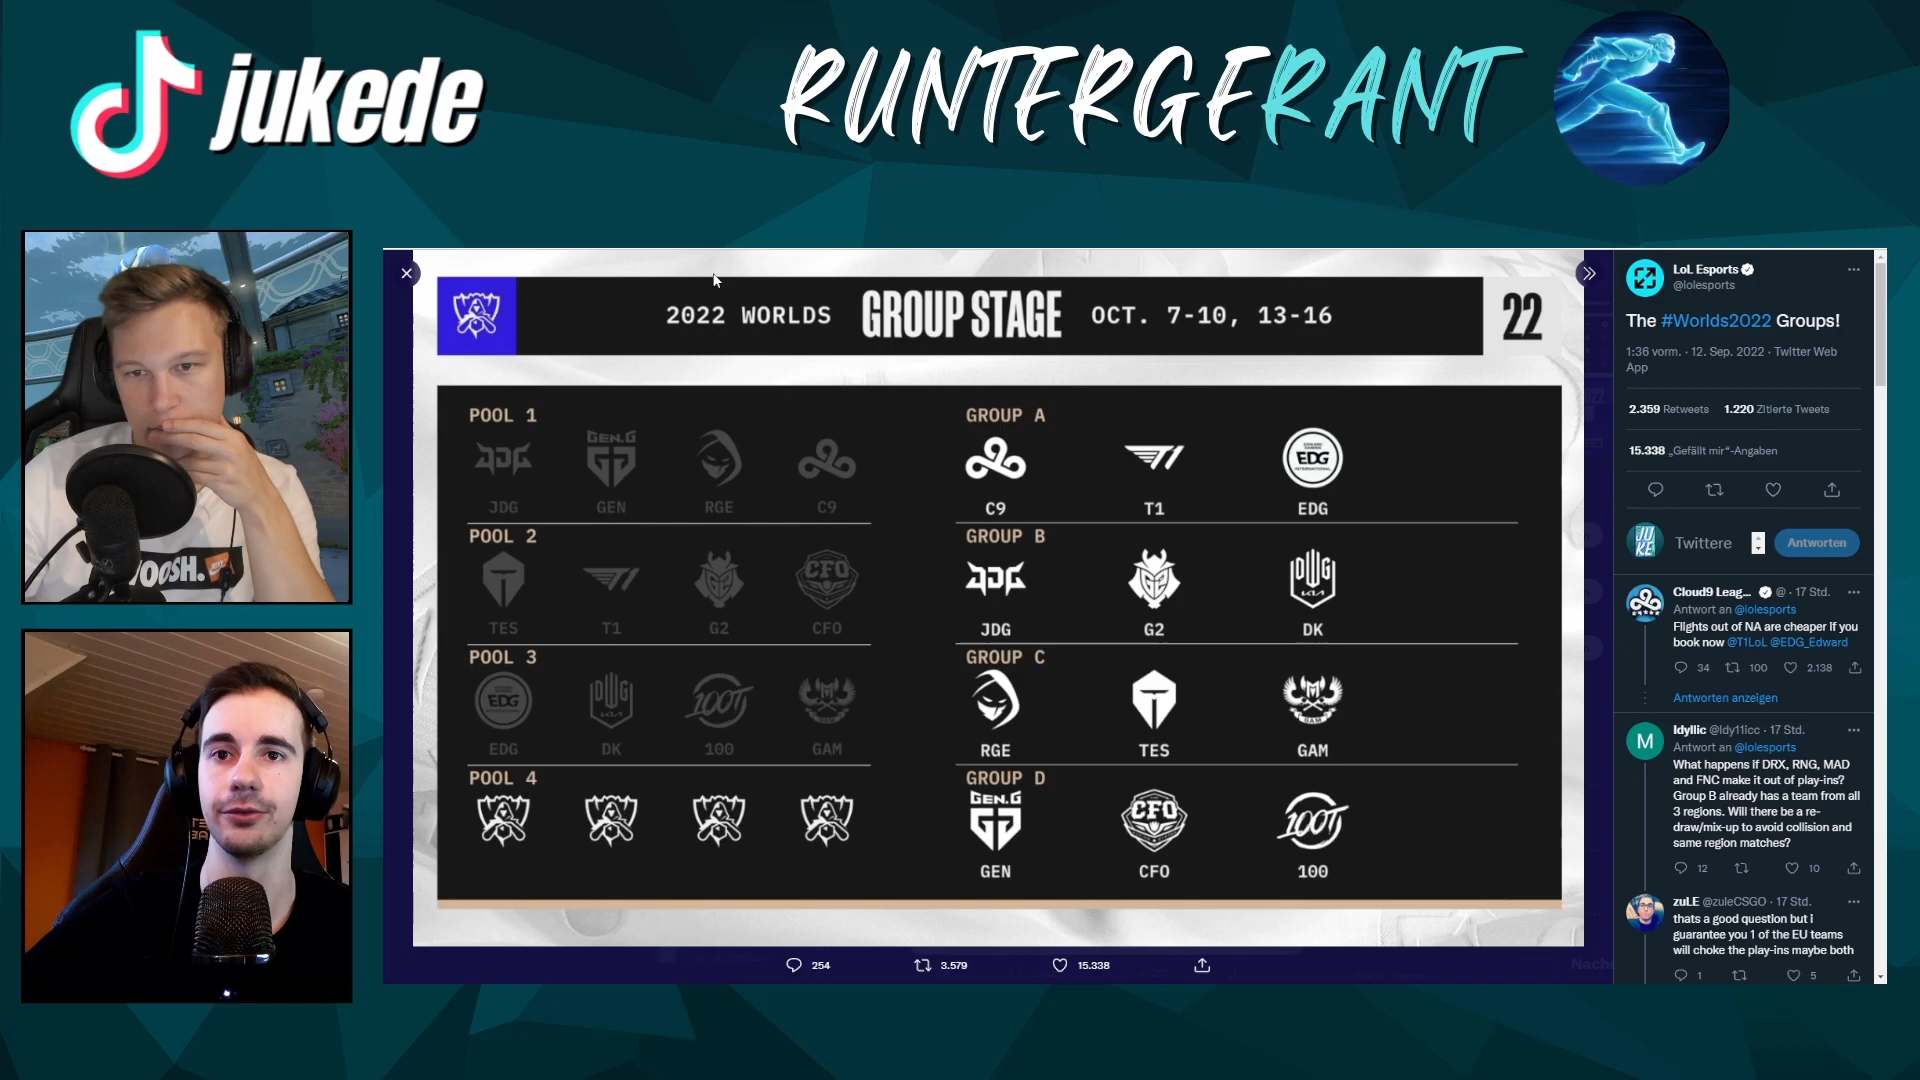 jukede
RUNTERGERANT
OOSH.
2022 WORLDS GROUP STAGE OCT. 7-10, 13-16
22
POOL 1
JDG GEN RGE C9
POOL 2
TES T1 G2 CFO
POOL 3
EDG DK 100 GAM
POOL 4
GROUP A
C9 T1 EDG
GROUP B
JDG G2 DK
GROUP C
RGE TES GAM
GROUP D
GEN CFO 100
254 3.579 15.338
LoL Esports
@lolesports
The #Worlds2022 Groups!
1:36 vorm. · 12. Sep. 2022 · Twitter Web
App
2.359 Retweets 1.220 Zitierte Tweets
15.338 „Gefällt mir“-Angaben
JU
KE
Twittere
Antworten
Cloud9 Leag... @ · 17 Std.
Antwort an @lolesports
Flights out of NA are cheaper if you
book now @T1LoL @EDG_Edward
34 100 2.138
Antworten anzeigen
M
Idyllic @Idy11icc · 17 Std.
Antwort an @lolesports
What happens if DRX, RNG, MAD
and FNC make it out of play-ins?
Group B already has a team from all
3 regions. Will there be a re-
draw/mix-up to avoid collision and
same region matches?
12 10
zuLE @zuleCSGO · 17 Std.
thats a good question but i
guarantee you 1 of the EU teams
will choke the play-ins maybe both
1 5